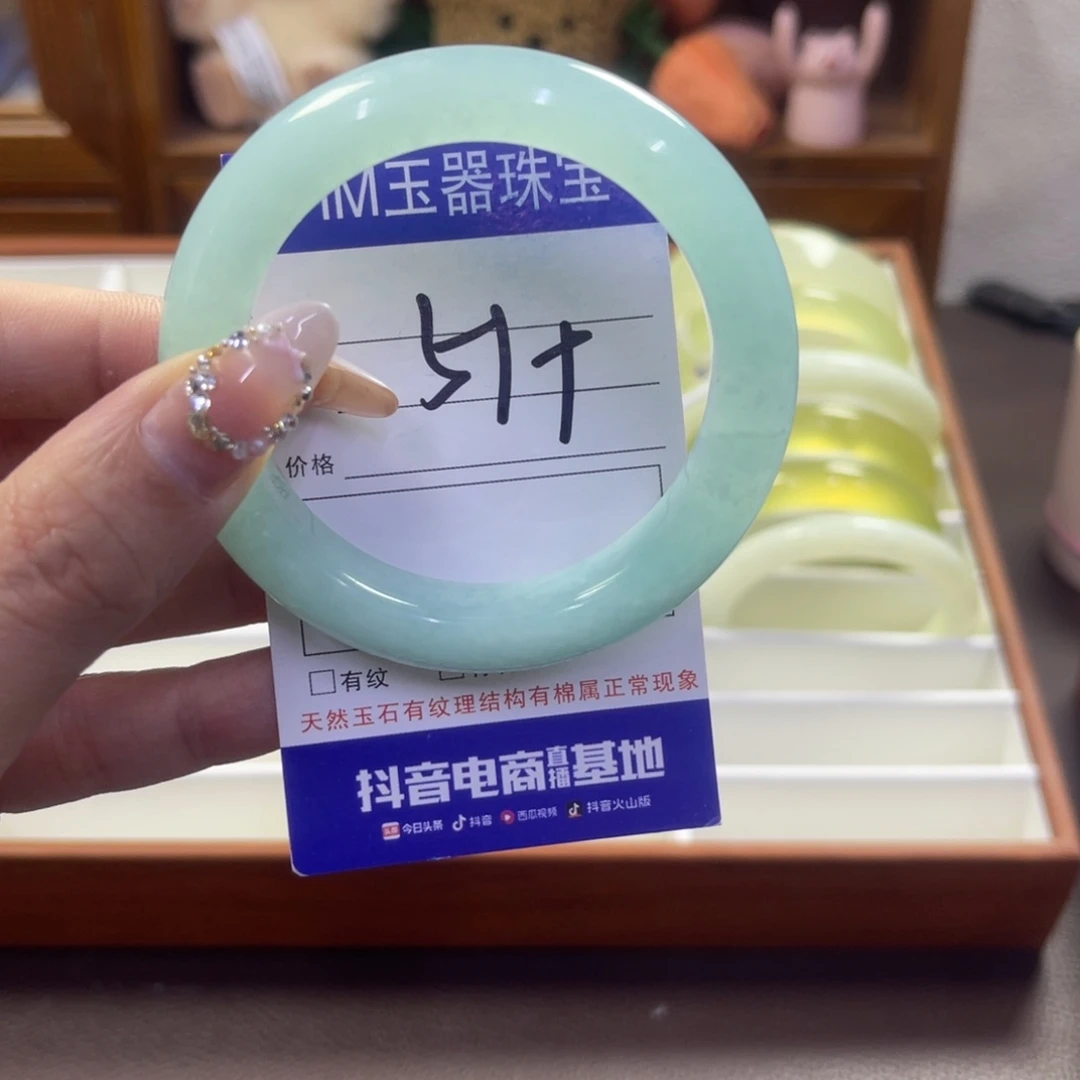 M玉器珠宝
价格
有纹
天然玉石有纹理结构有棉属正常现象
抖音电商直播基地
今日头条 抖音 西瓜视频 抖音火山版